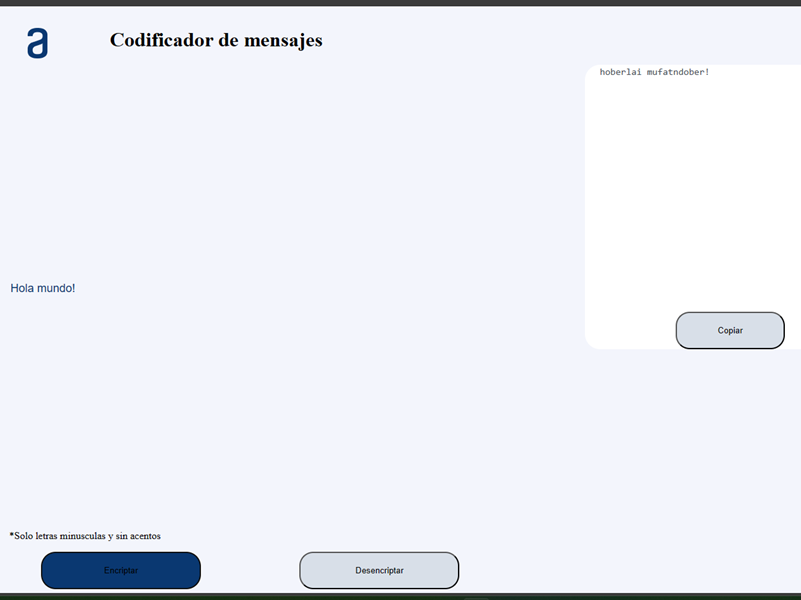 a
Codificador de mensajes
hoberlai mufatndober!
Hola mundo!
Copiar
*Solo letras minusculas y sin acentos
Encriptar
Desencriptar